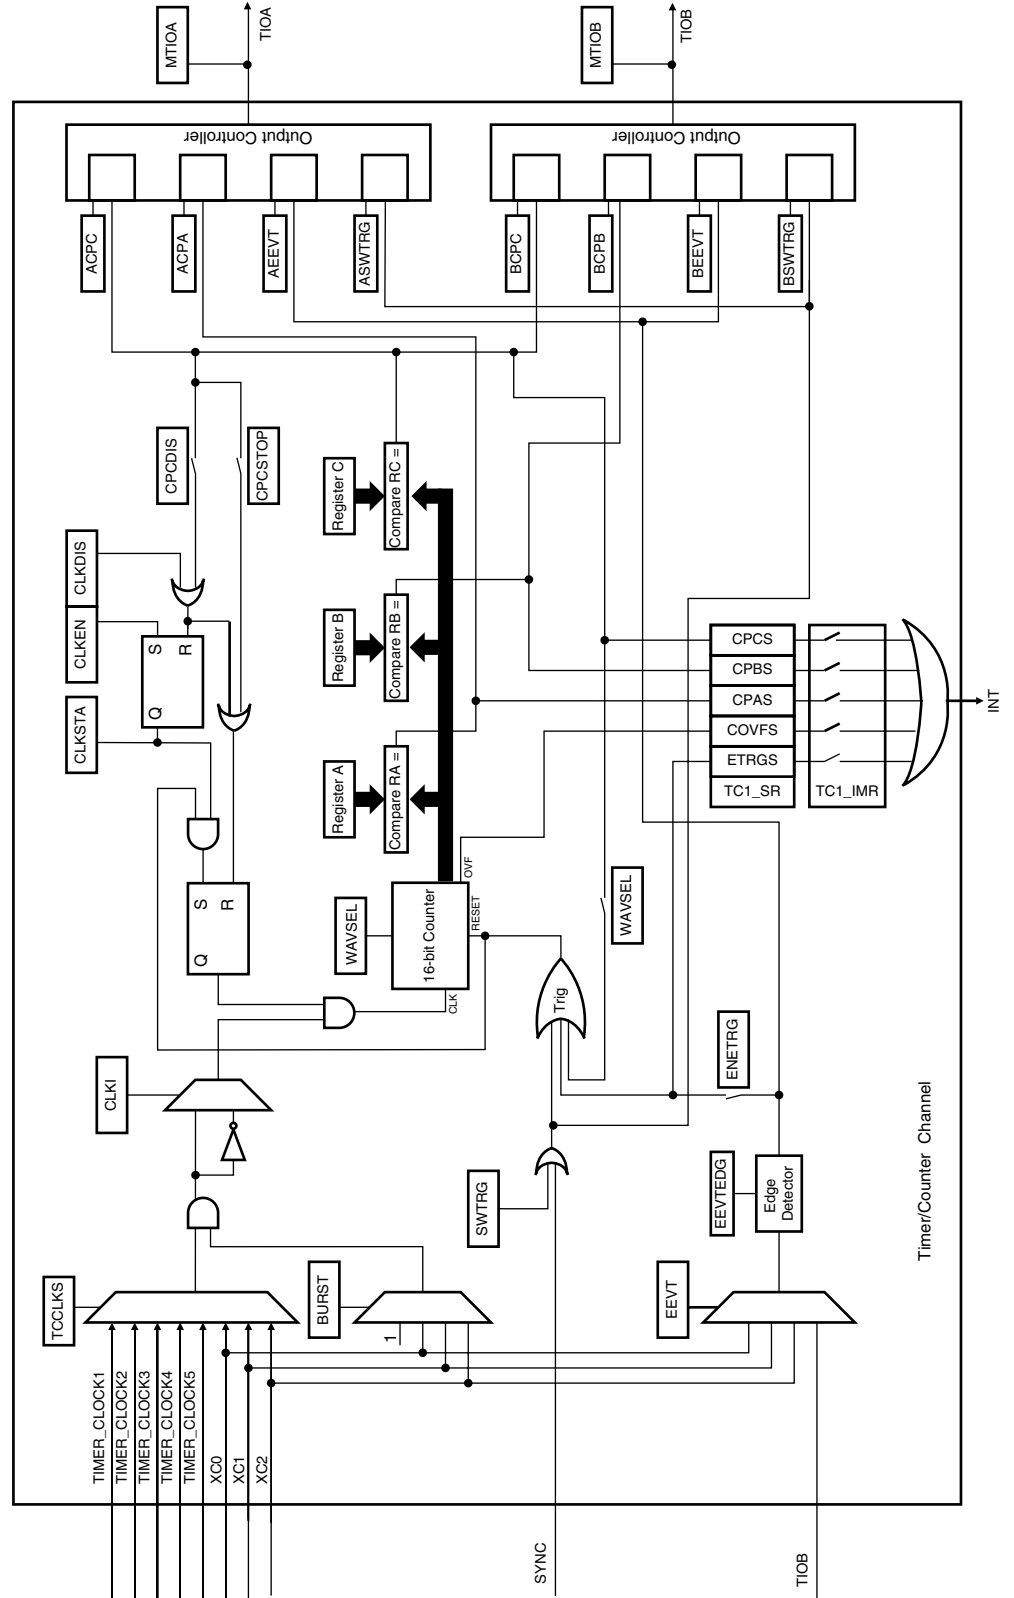 TCCLKS
TIMER_CLOCK1
TIMER_CLOCK2
TIMER_CLOCK3
TIMER_CLOCK4
TIMER_CLOCK5
XC0
XC1
XC2
CLKI
CLKSTA
CLKEN
CLKDIS
Q
S
R
Q
S
R
CPCDIS
CPCSTOP
BURST
1
WAVSEL
16-bit Counter
CLK
RESET
OVF
Register A
Register B
Register C
Compare RA =
Compare RB =
Compare RC =
SYNC
SWTRG
Trig
WAVSEL
TIOB
EEVT
EEVTEDG
Edge
Detector
ENETRG
ETRGS
COVFS
CPAS
CPBS
CPCS
TC1_SR
TC1_IMR
INT
ACPC
ACPA
AEEVT
ASWTRG
Output Controller
MTIOA
TIOA
BCPC
BCPB
BEEVT
BSWTRG
Output Controller
MTIOB
TIOB
Timer/Counter Channel